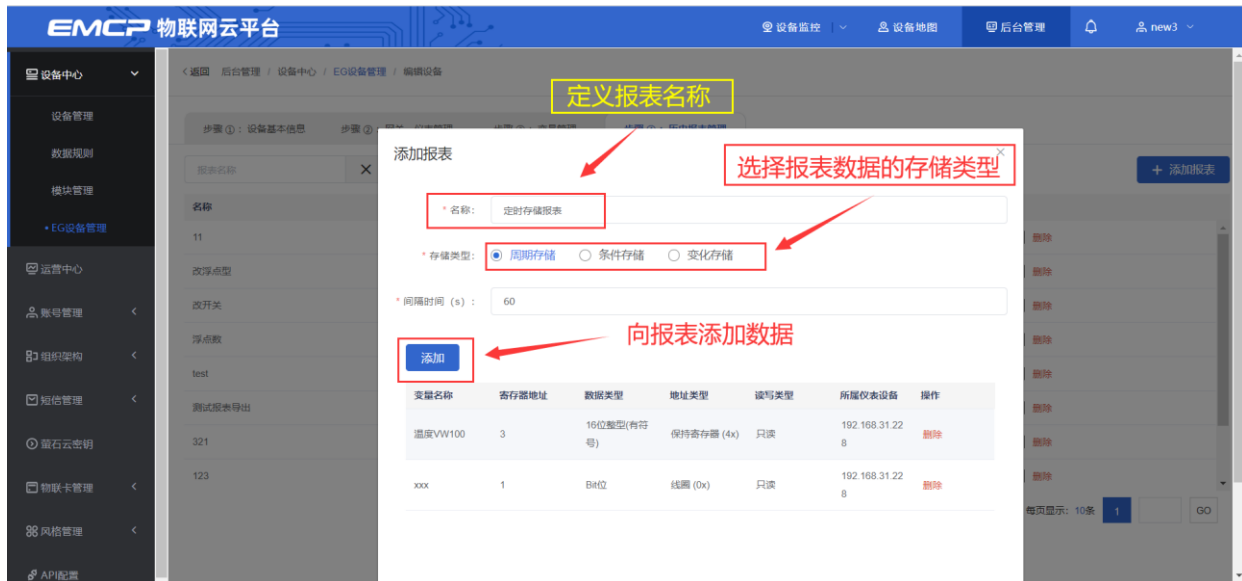 EMCP 物联网云平台
设备监控
设备地图
后台管理
new3
设备中心
设备管理
数据规则
模块管理
•EG设备管理
运营中心
账号管理
组织架构
短信管理
萤石云密钥
物联卡管理
风格管理
API配置
<返回 后台管理 / 设备中心 / EG设备管理 / 编辑设备
步骤①：设备基本信息
定义报表名称
选择报表数据的存储类型
报表名称
+ 添加报表
名称
11 删除
改浮点型 删除
改开关 删除
浮点数 删除
test 删除
测试报表导出 删除
321 删除
123 删除
每页显示: 10条 1 GO
添加报表
* 名称: 定时存储报表
* 存储类型: 周期存储 条件存储 变化存储
* 间隔时间 (s) : 60
向报表添加数据
添加
变量名称 寄存器地址 数据类型 地址类型 读写类型 所属仪表设备 操作
温度VW100 3 16位整型(有符号) 保持寄存器 (4x) 只读 192.168.31.228 删除
xxx 1 Bit位 线圈 (0x) 只读 192.168.31.228 删除